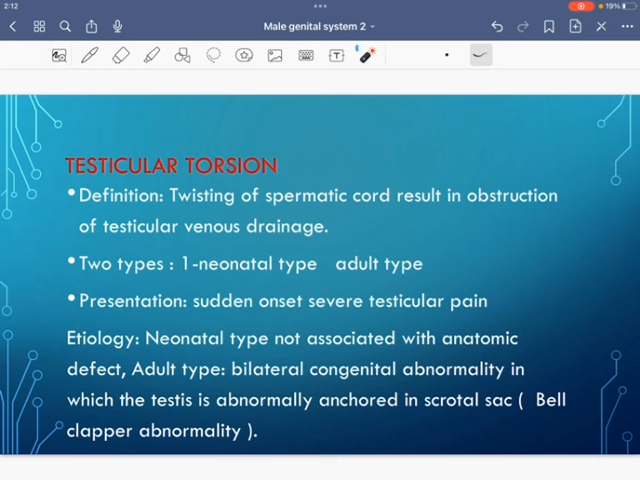 2:12
19%
Male genital system 2
T
TESTICULAR TORSION
•Definition: Twisting of spermatic cord result in obstruction
of testicular venous drainage.
•Two types : 1-neonatal type adult type
•Presentation: sudden onset severe testicular pain
Etiology: Neonatal type not associated with anatomic
defect, Adult type: bilateral congenital abnormality in
which the testis is abnormally anchored in scrotal sac ( Bell
clapper abnormality ).